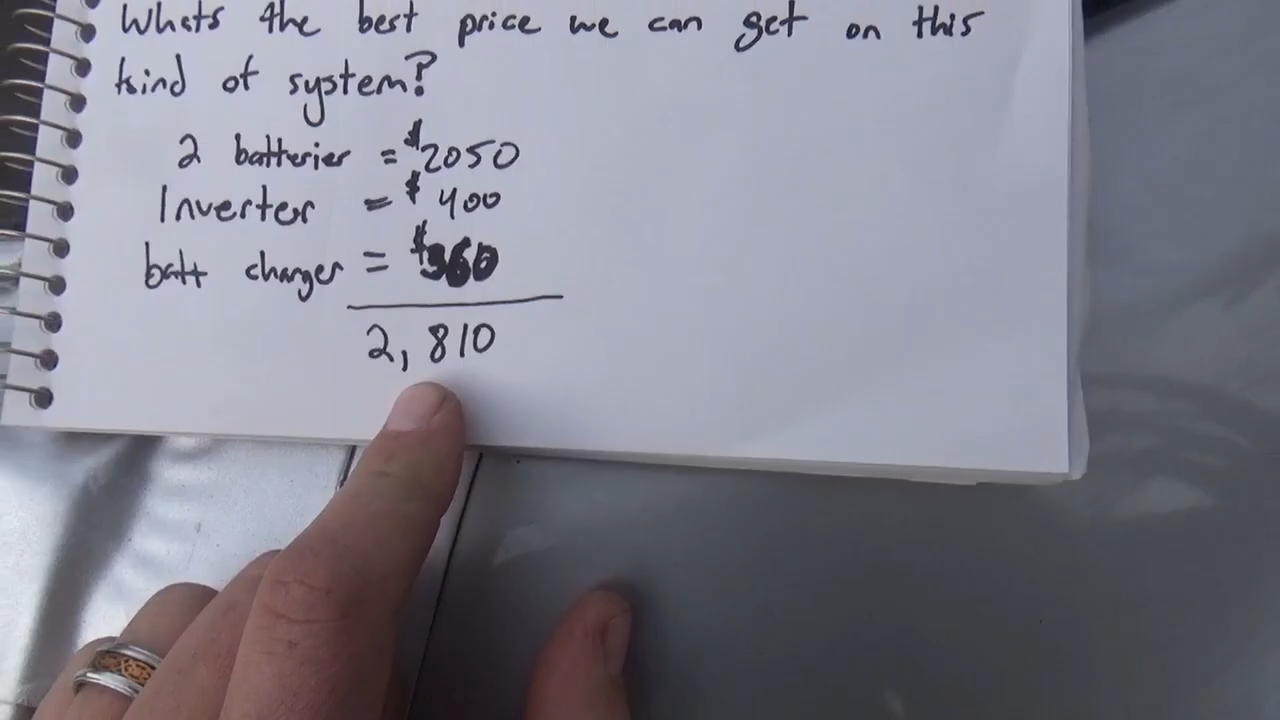 Whats the best price we can get on this
kind of system?
2 batteries = $2050
Inverter = $400
batt charger = $360
2,810